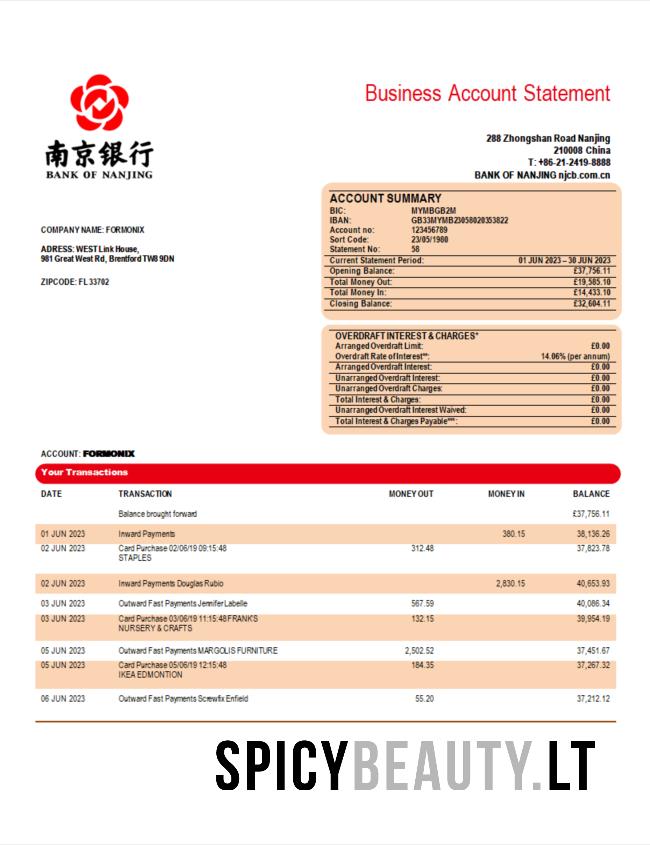 Business Account Statement
南京银行
BANK OF NANJING
288 Zhongshan Road Nanjing
210008 China
T: +86-21-2419-8888
BANK OF NANJING njcb.com.cn
COMPANY NAME: FORMONIX
ADRESS: WEST Link House,
981 Great West Rd, Brentford TW8 9DN
ZIPCODE: FL 33702
ACCOUNT SUMMARY
BIC: MYMBGB2M
IBAN: GB33MYMB23058020353822
Account no: 123456789
Sort Code: 23/05/1980
Statement No: 58
Current Statement Period: 01 JUN 2023 – 30 JUN 2023
Opening Balance: £37,756.11
Total Money Out: £19,585.10
Total Money In: £14,433.10
Closing Balance: £32,604.11
OVERDRAFT INTEREST & CHARGES*
Arranged Overdraft Limit: £0.00
Overdraft Rate of Interest**: 14.06% (per annum)
Arranged Overdraft Interest: £0.00
Unarranged Overdraft Interest: £0.00
Unarranged Overdraft Charges: £0.00
Total Interest & Charges: £0.00
Unarranged Overdraft Interest Waived: £0.00
Total Interest & Charges Payable***: £0.00
ACCOUNT: FORMONIX
Your Transactions
DATE TRANSACTION MONEY OUT MONEY IN BALANCE
Balance brought forward £37,756.11
01 JUN 2023 Inward Payments 380.15 38,136.26
02 JUN 2023 Card Purchase 02/06/19 09:15:48 312.48 37,823.78
STAPLES
02 JUN 2023 Inward Payments Douglas Rubio 2,830.15 40,653.93
03 JUN 2023 Outward Fast Payments Jennifer Labelle 567.59 40,086.34
03 JUN 2023 Card Purchase 03/06/19 11:15:48 FRANKS 132.15 39,954.19
NURSERY & CRAFTS
05 JUN 2023 Outward Fast Payments MARGOLIS FURNITURE 2,502.52 37,451.67
05 JUN 2023 Card Purchase 05/06/19 12:15:48 184.35 37,267.32
IKEA EDMONTION
06 JUN 2023 Outward Fast Payments Screwfix Enfield 55.20 37,212.12
SPICYBEAUTY.LT